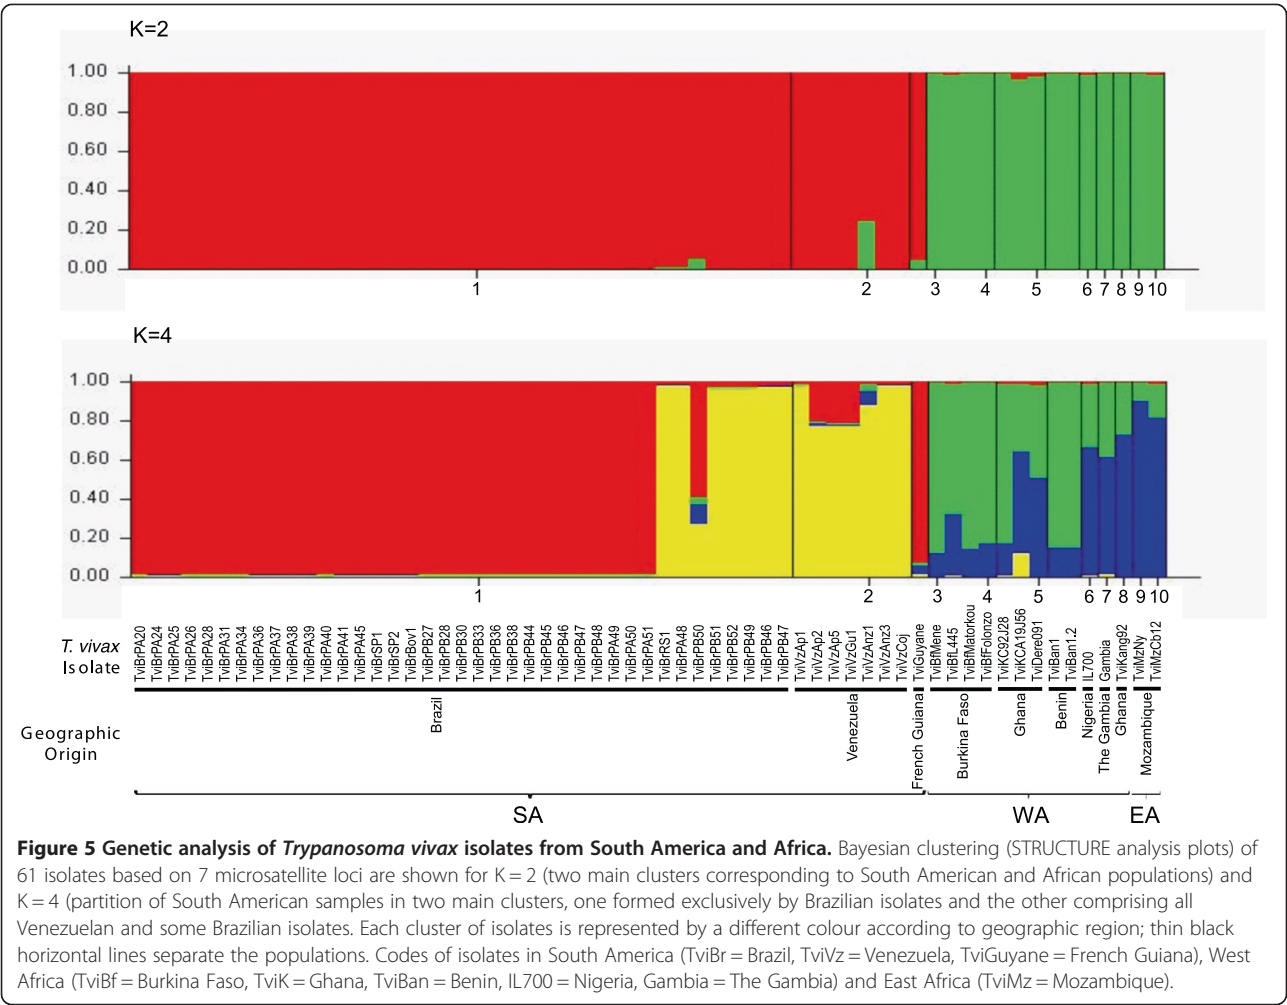 K=2
1.00
0.80
0.60
0.40
0.20
0.00
1 2 3 4 5 6 7 8 9 10
K=4
1.00
0.80
0.60
0.40
0.20
0.00
1 2 3 4 5 6 7 8 9 10
T. vivax
Isolate
TviBrPA20
TviBrPA24
TviBrPA25
TviBrPA26
TviBrPA28
TviBrPA31
TviBrPA34
TviBrPA36
TviBrPA37
TviBrPA38
TviBrPA39
TviBrPA40
TviBrPA41
TviBrPA45
TviBrSP1
TviBrSP2
TviBrBov1
TviBrPB27
TviBrPB28
TviBrPB30
TviBrPB33
TviBrPB36
TviBrPB38
TviBrPB44
TviBrPB45
TviBrPB46
TviBrPB47
TviBrPB48
TviBrPA49
TviBrPA50
TviBrPA51
TviBrRS1
TviBrPA48
TviBrPB50
TviBrPB51
TviBrPB52
TviBrPB49
TviBrPB46
TviBrPB47
TviVzAp1
TviVzAp2
TviVzAp5
TviVzGu1
TviVzAnz1
TviVzAnz3
TviVzCoj
TviGuyane
TviBfMene
TviBfL445
TviBfMatorkou
TviBfFolonzo
TviKC92J28
TviKCA19J56
TviDere091
TviBan1
TviBan1.2
IL700
Gambia
TviKang92
TviMzNy
TviMzCb12
Geographic
Origin
Brazil
Venezuela
French Guiana
Burkina Faso
Ghana
Benin
Nigeria
The Gambia
Ghana
Mozambique
SA WA EA
Figure 5 Genetic analysis of Trypanosoma vivax isolates from South America and Africa. Bayesian clustering (STRUCTURE analysis plots) of
61 isolates based on 7 microsatellite loci are shown for K = 2 (two main clusters corresponding to South American and African populations) and
K = 4 (partition of South American samples in two main clusters, one formed exclusively by Brazilian isolates and the other comprising all
Venezuelan and some Brazilian isolates. Each cluster of isolates is represented by a different colour according to geographic region; thin black
horizontal lines separate the populations. Codes of isolates in South America (TviBr = Brazil, TviVz = Venezuela, TviGuyane = French Guiana), West
Africa (TviBf = Burkina Faso, TviK = Ghana, TviBan = Benin, IL700 = Nigeria, Gambia = The Gambia) and East Africa (TviMz = Mozambique).